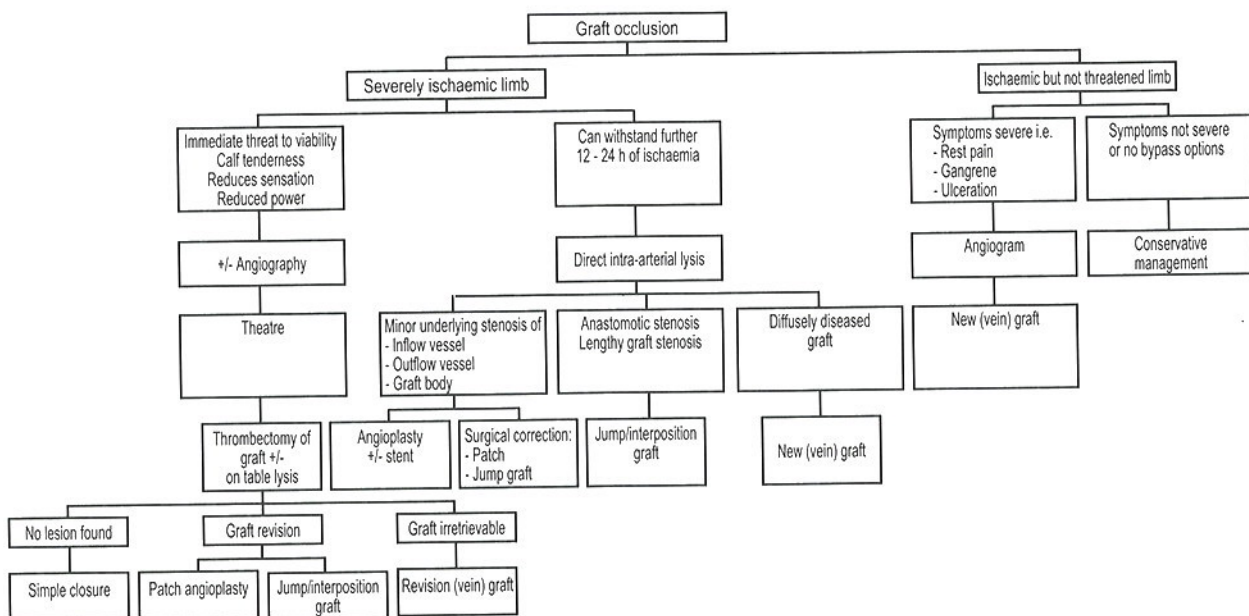 Graft occlusion
Severely ischaemic limb
Ischaemic but not threatened limb
Immediate threat to viability
Calf tenderness
Reduces sensation
Reduced power
Can withstand further
12 - 24 h of ischaemia
Symptoms severe i.e.
- Rest pain
- Gangrene
- Ulceration
Symptoms not severe
or no bypass options
+/- Angiography
Direct intra-arterial lysis
Angiogram
Conservative
management
Theatre
Minor underlying stenosis of
- Inflow vessel
- Outflow vessel
- Graft body
Anastomotic stenosis
Lengthy graft stenosis
Diffusely diseased
graft
New (vein) graft
Thrombectomy of
graft +/-
on table lysis
Angioplasty
+/- stent
Surgical correction:
- Patch
- Jump graft
Jump/interposition
graft
New (vein) graft
No lesion found
Graft revision
Graft irretrievable
Simple closure
Patch angioplasty
Jump/interposition
graft
Revision (vein) graft